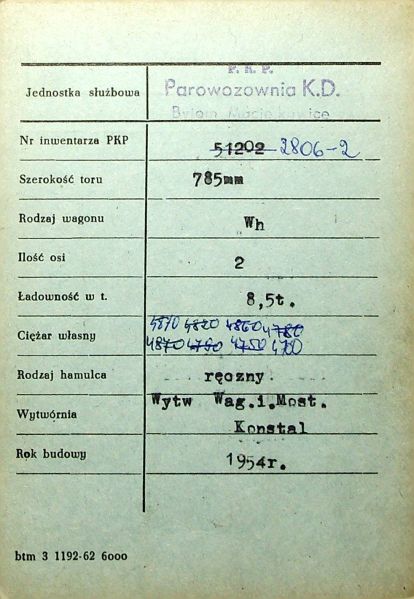 P. K. P.
Jednostka służbowa Parowozownia K.D.
Bytom
Nr inwentarza PKP 51202 2806-2
Szerokość toru 785mm
Rodzaj wagonu Wh
Ilość osi 2
Ładowność w t. 8,5t.
4870 4820 4860 4780
Ciężar własny
4870 4790 4750 4700
Rodzaj hamulca ręczny
Wytw Wag.i.Most.
Wytwórnia
Konstal
Rok budowy 1954r.
btm 3 1192-62 6000